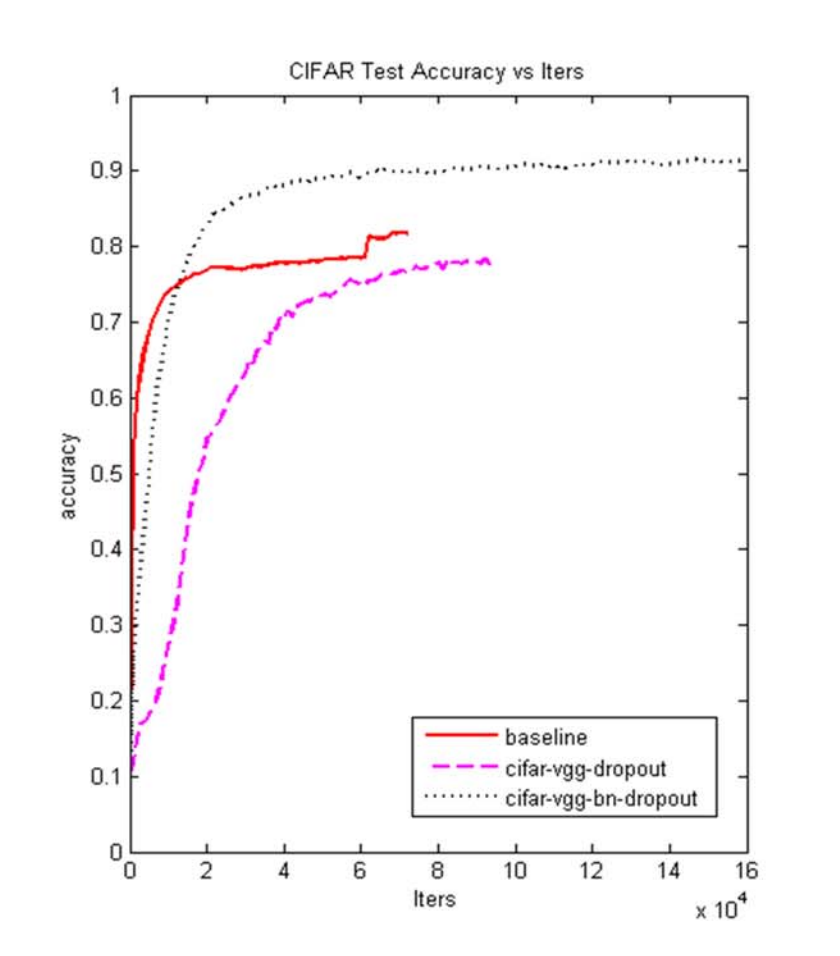 CIFAR Test Accuracy vs Iters
1
0.9
0.8
0.7
0.6
0.5
0.4
0.3
0.2
0.1
0
accuracy
baseline
cifar-vgg-dropout
cifar-vgg-bn-dropout
0 2 4 6 8 10 12 14 16
Iters
x 10^4